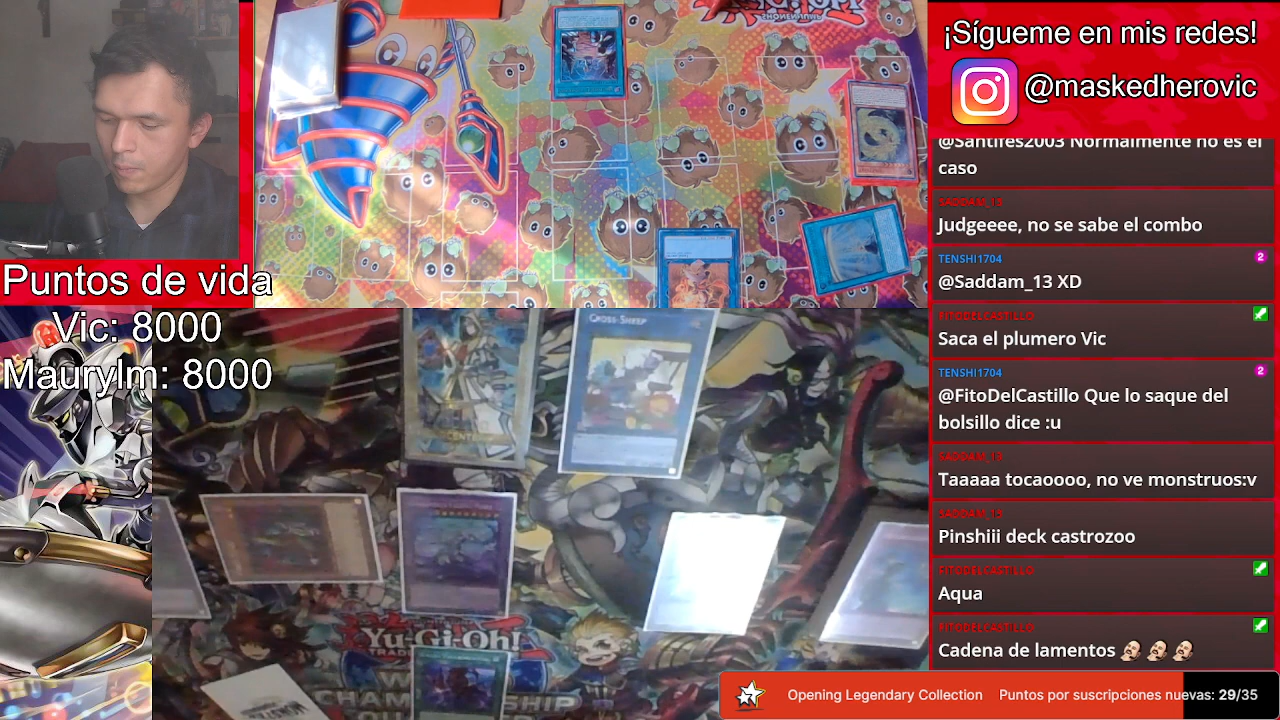 Puntos de vida
Vic: 8000
Maurylm: 8000
CROSS-SHEEP
Yu-Gi-Oh!
¡Sígueme en mis redes!
@maskedherovic
@Santifes2003 Normalmente no es el
caso
SADDAM_13
Judgeeee, no se sabe el combo
TENSHI1704
2
@Saddam_13 XD
FITODELCASTILLO
Saca el plumero Vic
TENSHI1704
2
@FitoDelCastillo Que lo saque del
bolsillo dice :u
SADDAM_13
Taaaaa tocaoooo, no ve monstruos:v
SADDAM_13
Pinshiii deck castrozoo
FITODELCASTILLO
Aqua
FITODELCASTILLO
Cadena de lamentos
Opening Legendary Collection Puntos por suscripciones nuevas: 29/35